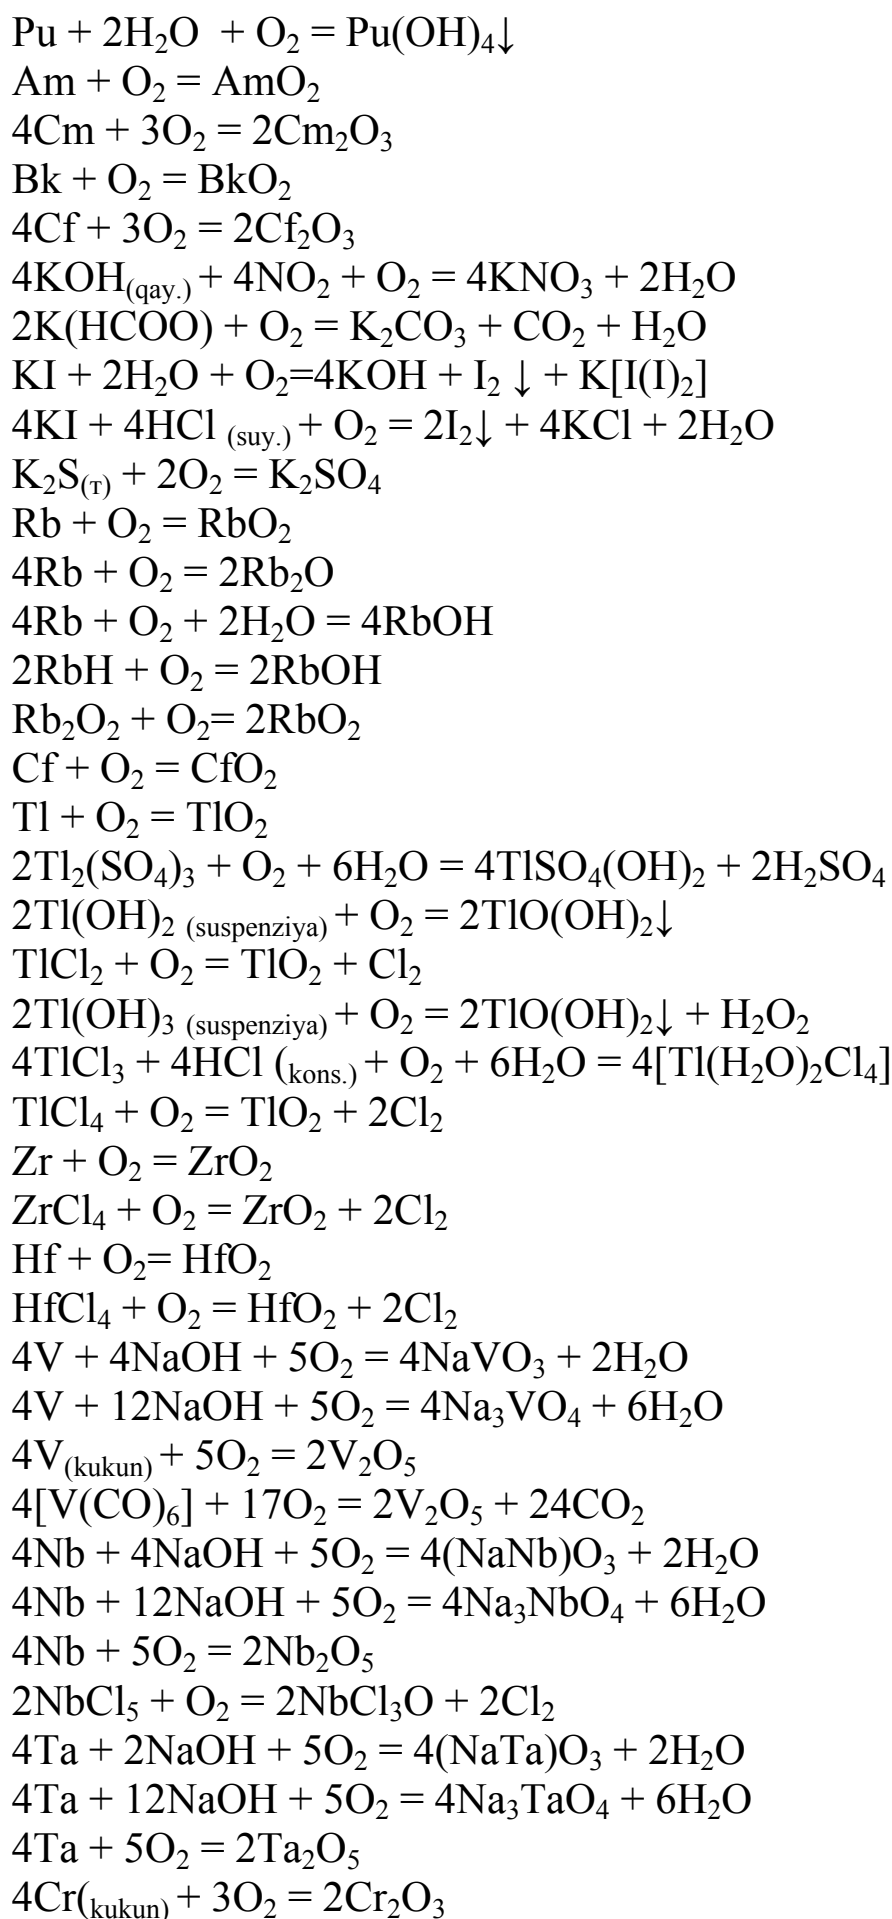 Pu + 2H₂O + O₂ = Pu(OH)₄↓
Am + O₂ = AmO₂
4Cm + 3O₂ = 2Cm₂O₃
Bk + O₂ = BkO₂
4Cf + 3O₂ = 2Cf₂O₃
4KOH(qay.) + 4NO₂ + O₂ = 4KNO₃ + 2H₂O
2K(HCOO) + O₂ = K₂CO₃ + CO₂ + H₂O
KI + 2H₂O + O₂=4KOH + I₂ ↓ + K[I(I)₂]
4KI + 4HCl (suy.) + O₂ = 2I₂↓ + 4KCl + 2H₂O
K₂S(т) + 2O₂ = K₂SO₄
Rb + O₂ = RbO₂
4Rb + O₂ = 2Rb₂O
4Rb + O₂ + 2H₂O = 4RbOH
2RbH + O₂ = 2RbOH
Rb₂O₂ + O₂= 2RbO₂
Cf + O₂ = CfO₂
Tl + O₂ = TlO₂
2Tl₂(SO₄)₃ + O₂ + 6H₂O = 4TlSO₄(OH)₂ + 2H₂SO₄
2Tl(OH)₂ (suspenziya) + O₂ = 2TlO(OH)₂↓
TlCl₂ + O₂ = TlO₂ + Cl₂
2Tl(OH)₃ (suspenziya) + O₂ = 2TlO(OH)₂↓ + H₂O₂
4TlCl₃ + 4HCl (kons.) + O₂ + 6H₂O = 4[Tl(H₂O)₂Cl₄]
TlCl₄ + O₂ = TlO₂ + 2Cl₂
Zr + O₂ = ZrO₂
ZrCl₄ + O₂ = ZrO₂ + 2Cl₂
Hf + O₂= HfO₂
HfCl₄ + O₂ = HfO₂ + 2Cl₂
4V + 4NaOH + 5O₂ = 4NaVO₃ + 2H₂O
4V + 12NaOH + 5O₂ = 4Na₃VO₄ + 6H₂O
4V(kukun) + 5O₂ = 2V₂O₅
4[V(CO)₆] + 17O₂ = 2V₂O₅ + 24CO₂
4Nb + 4NaOH + 5O₂ = 4(NaNb)O₃ + 2H₂O
4Nb + 12NaOH + 5O₂ = 4Na₃NbO₄ + 6H₂O
4Nb + 5O₂ = 2Nb₂O₅
2NbCl₅ + O₂ = 2NbCl₃O + 2Cl₂
4Ta + 2NaOH + 5O₂ = 4(NaTa)O₃ + 2H₂O
4Ta + 12NaOH + 5O₂ = 4Na₃TaO₄ + 6H₂O
4Ta + 5O₂ = 2Ta₂O₅
4Cr(kukun) + 3O₂ = 2Cr₂O₃